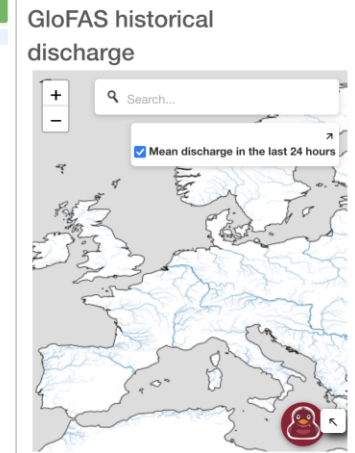 GloFAS historical
discharge
+
Search...
−
Mean discharge in the last 24 hours